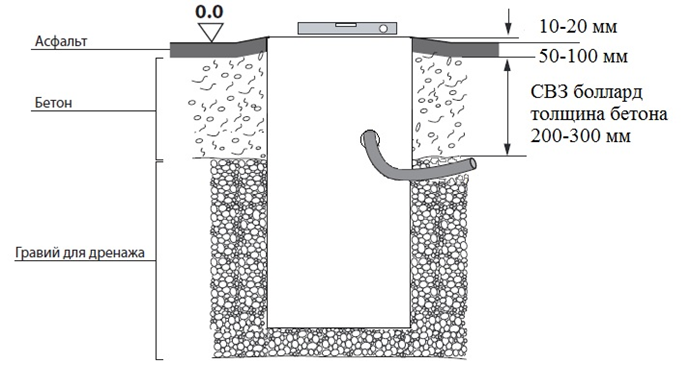 0.0
10-20 мм
Асфальт
50-100 мм
СВЗ боллард
толщина бетона
200-300 мм
Бетон
Гравий для дренажа